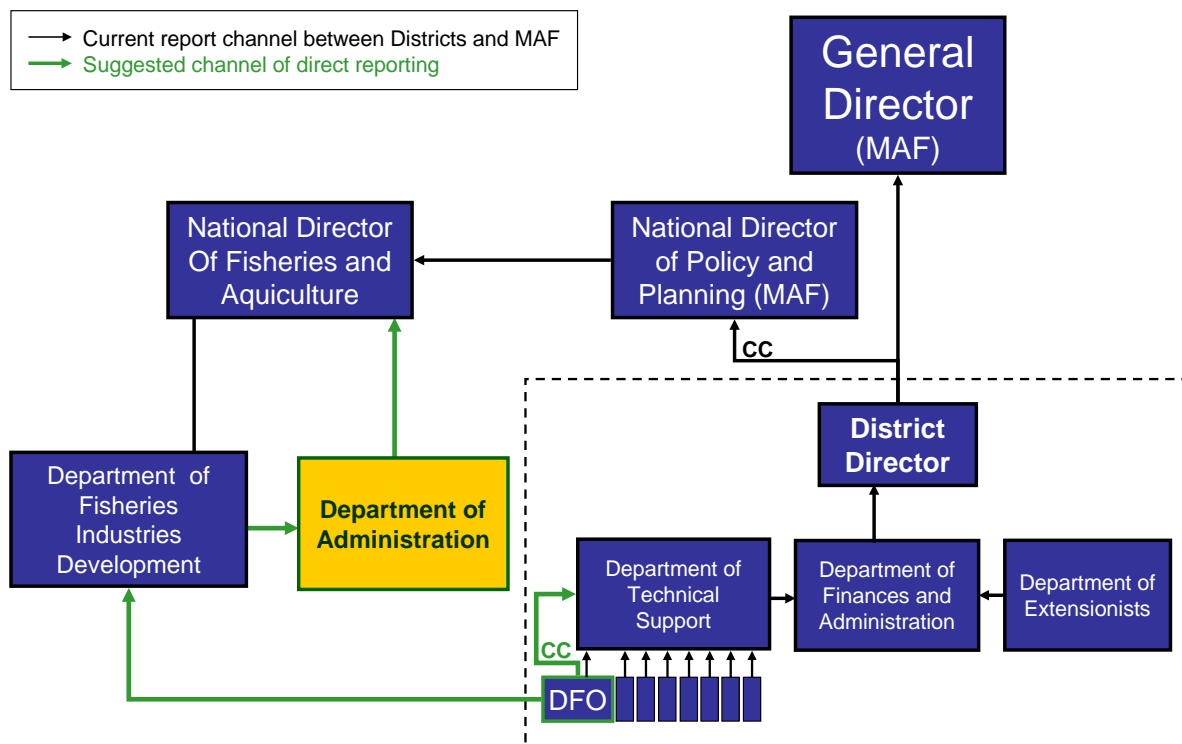 Current report channel between Districts and MAF
Suggested channel of direct reporting
General
Director
(MAF)
National Director
Of Fisheries and
Aquiculture
National Director
of Policy and
Planning (MAF)
CC
District
Director
Department of
Fisheries
Industries
Development
Department of
Administration
Department of
Technical
Support
Department of
Finances and
Administration
Department of
Extensionists
CC
DFO